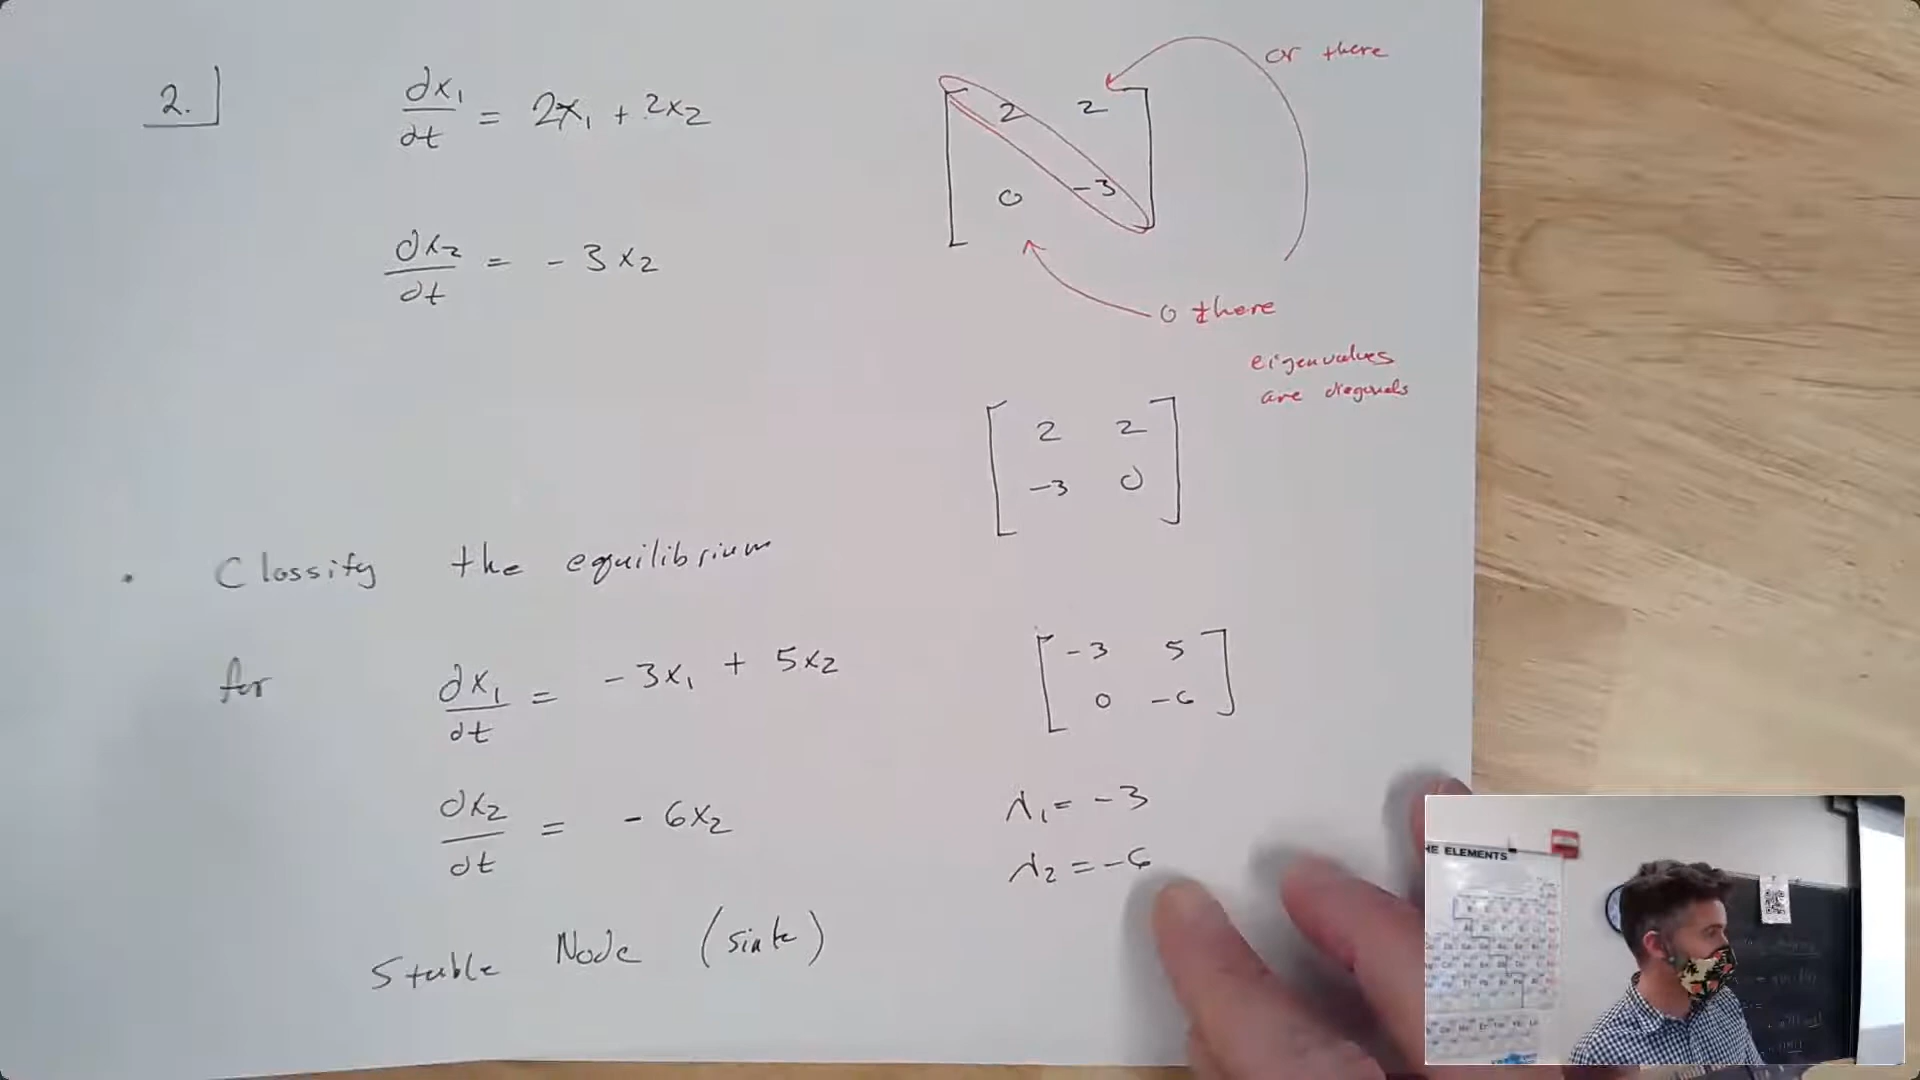 2.
dx₁/dt = 2x₁ + 2x₂
dx₂/dt = - 3x₂
[ 2 2
0 -3 ]
or there
0 there
eigenvalues
are diagonals
[ 2 2
-3 0 ]
• Classify the equilibrium
for dx₁/dt = -3x₁ + 5x₂
dx₂/dt = - 6x₂
[ -3 5
0 -6 ]
λ₁ = -3
λ₂ = -6
Stable Node (sink)
HE ELEMENTS